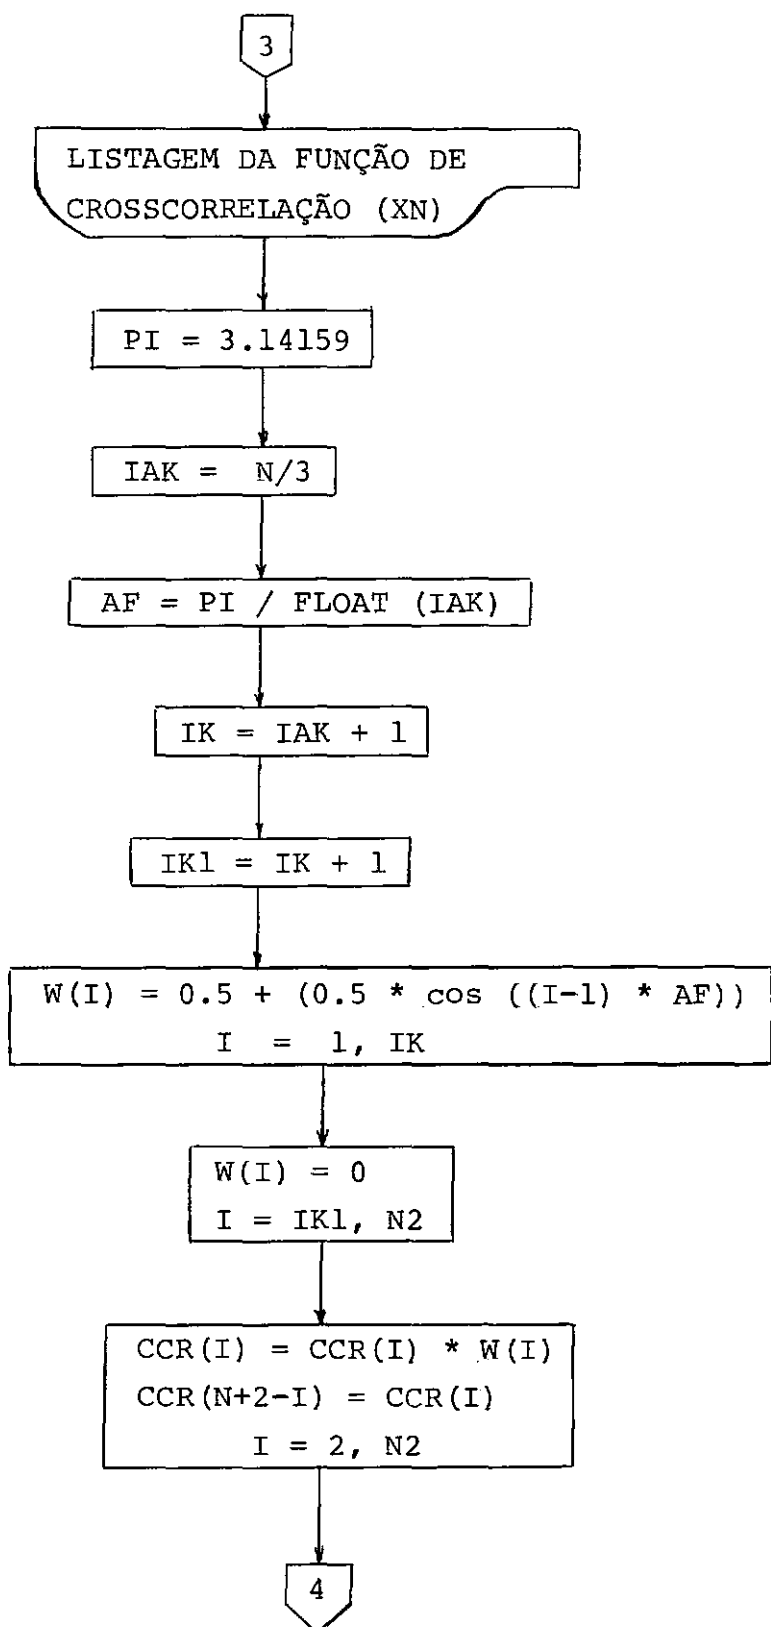 3
LISTAGEM DA FUNÇÃO DE
CROSSCORRELAÇÃO (XN)
PI = 3.14159
IAK = N/3
AF = PI / FLOAT (IAK)
IK = IAK + 1
IK1 = IK + 1
W(I) = 0.5 + (0.5 * cos ((I-1) * AF))
I = 1, IK
W(I) = 0
I = IK1, N2
CCR(I) = CCR(I) * W(I)
CCR(N+2-I) = CCR(I)
I = 2, N2
4